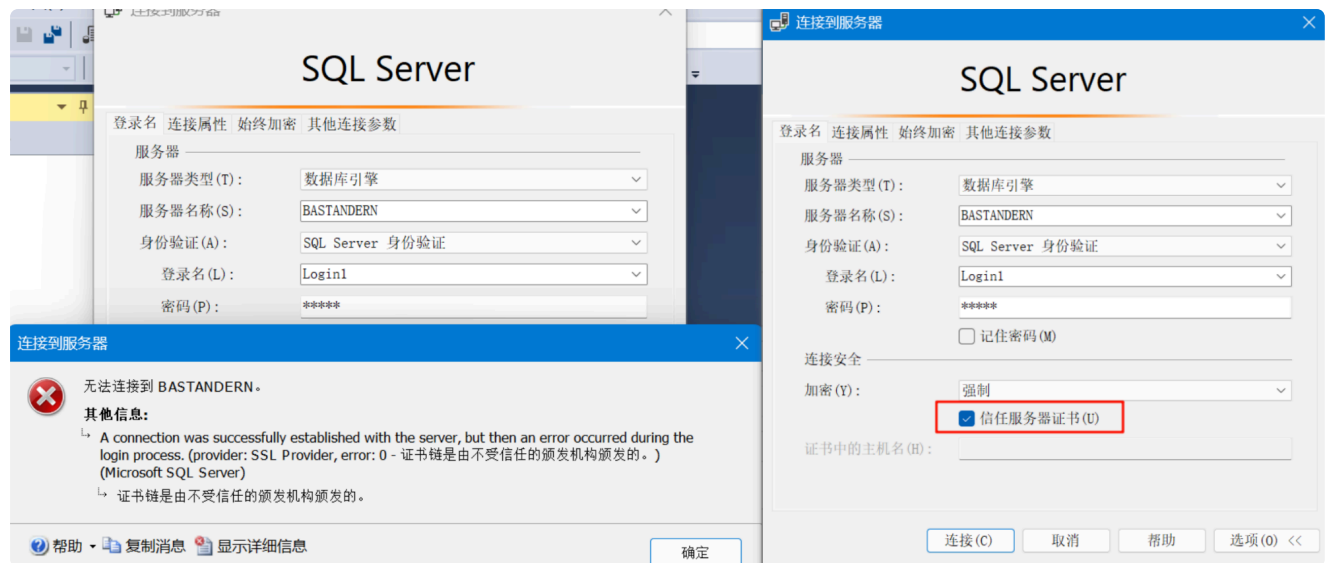 连接到服务器
SQL Server
登录名 连接属性 始终加密 其他连接参数
服务器
服务器类型(T): 数据库引擎
服务器名称(S): BASTANDERN
身份验证(A): SQL Server 身份验证
登录名(L): Login1
密码(P): *****
连接到服务器
无法连接到 BASTANDERN。
其他信息:
A connection was successfully established with the server, but then an error occurred during the
login process. (provider: SSL Provider, error: 0 - 证书链是由不受信任的颁发机构颁发的。)
(Microsoft SQL Server)
证书链是由不受信任的颁发机构颁发的。
帮助 复制消息 显示详细信息
确定
连接到服务器
SQL Server
登录名 连接属性 始终加密 其他连接参数
服务器
服务器类型(T): 数据库引擎
服务器名称(S): BASTANDERN
身份验证(A): SQL Server 身份验证
登录名(L): Login1
密码(P): *****
记住密码(M)
连接安全
加密(Y): 强制
信任服务器证书(U)
证书中的主机名(H):
连接(C) 取消 帮助 选项(O) <<